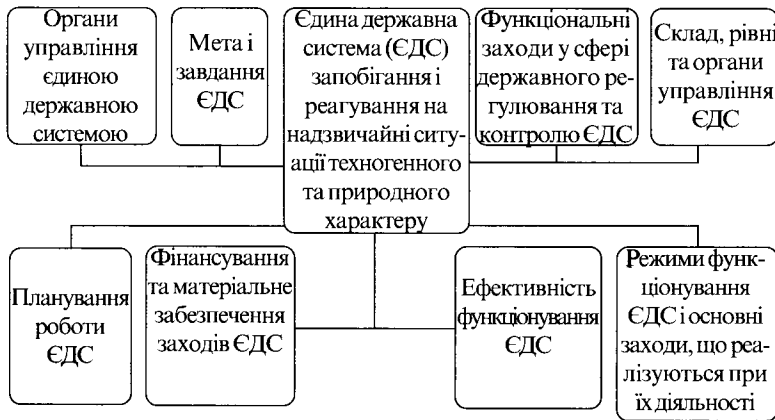 Органи
управління
єдиною
державною
системою
Мета і
завдання
ЄДС
Єдина державна
система (ЄДС)
запобігання і
реагування на
надзвичайні ситу-
ації техногенного
та природного
характеру
Функціональні
заходи у сфері
державного ре-
гулювання та
контролю ЄДС
Склад, рівні
та органи
управління
ЄДС
Планування
роботи
ЄДС
Фінансування
та матеріальне
забезпечення
заходів ЄДС
Ефективність
функціонування
ЄДС
Режими функ-
ціонування
ЄДС і основні
заходи, що реа-
лізуються при
їх діяльності